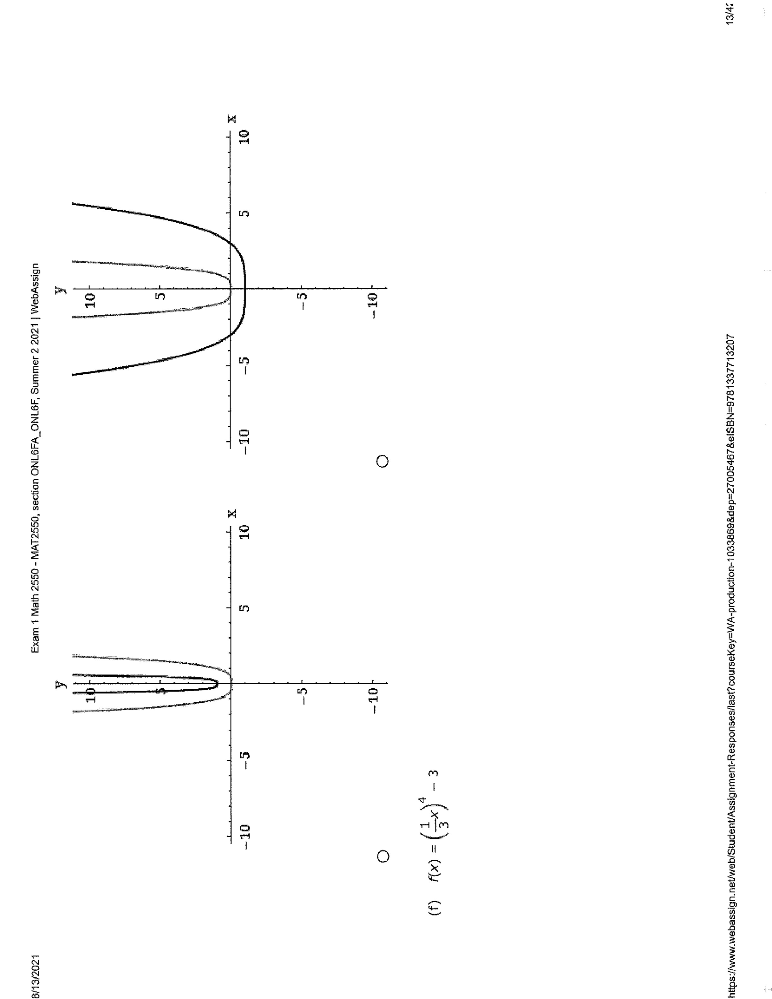 8/13/2021
Exam 1 Math 2550 - MAT2550, section ONL6FA_ONL6F, Summer 2 2021 | WebAssign
y
10
5
-10
-5
5
10
x
-5
-10
y
10
5
-10
-5
5
10
x
-5
-10
(f) f(x) = (1/3 x)^4 − 3
https://www.webassign.net/web/Student/Assignment-Responses/last?courseKey=WA-production-1033869&dep=27005467&eISBN=9781337713207
13/42